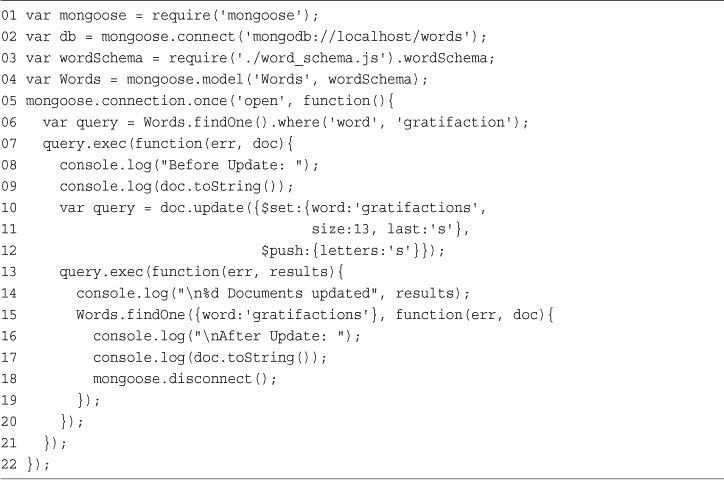 01 var mongoose = require('mongoose');
02 var db = mongoose.connect('mongodb://localhost/words');
03 var wordSchema = require('./word_schema.js').wordSchema;
04 var Words = mongoose.model('Words', wordSchema);
05 mongoose.connection.once('open', function(){
06   var query = Words.findOne().where('word', 'gratifaction');
07   query.exec(function(err, doc){
08     console.log("Before Update: ");
09     console.log(doc.toString());
10     var query = doc.update({$set:{word:'gratifactions',
11                                   size:13, last:'s'},
12                             $push:{letters:'s'}});
13     query.exec(function(err, results){
14       console.log("\n%d Documents updated", results);
15       Words.findOne({word:'gratifactions'}, function(err, doc){
16         console.log("\nAfter Update: ");
17         console.log(doc.toString());
18         mongoose.disconnect();
19       });
20     });
21   });
22 });